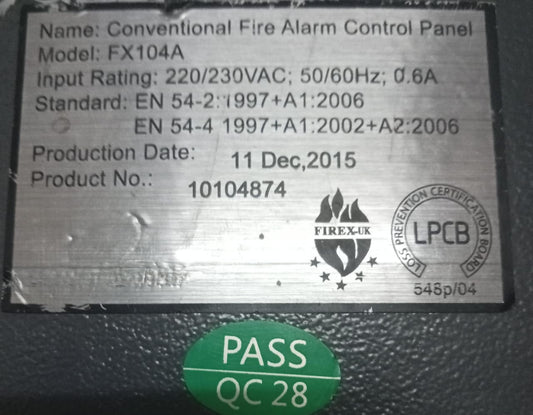 Name: Conventional Fire Alarm Control Panel
Model: FX104A
Input Rating: 220/230VAC; 50/60Hz; 0.6A
Standard: EN 54-2:1997+A1:2006
EN 54-4 1997+A1:2002+A2:2006
Production Date: 11 Dec,2015
Product No.: 10104874
FIREX-UK
LOSS PREVENTION CERTIFICATION BOARD
LPCB
548p/04
PASS
QC 28